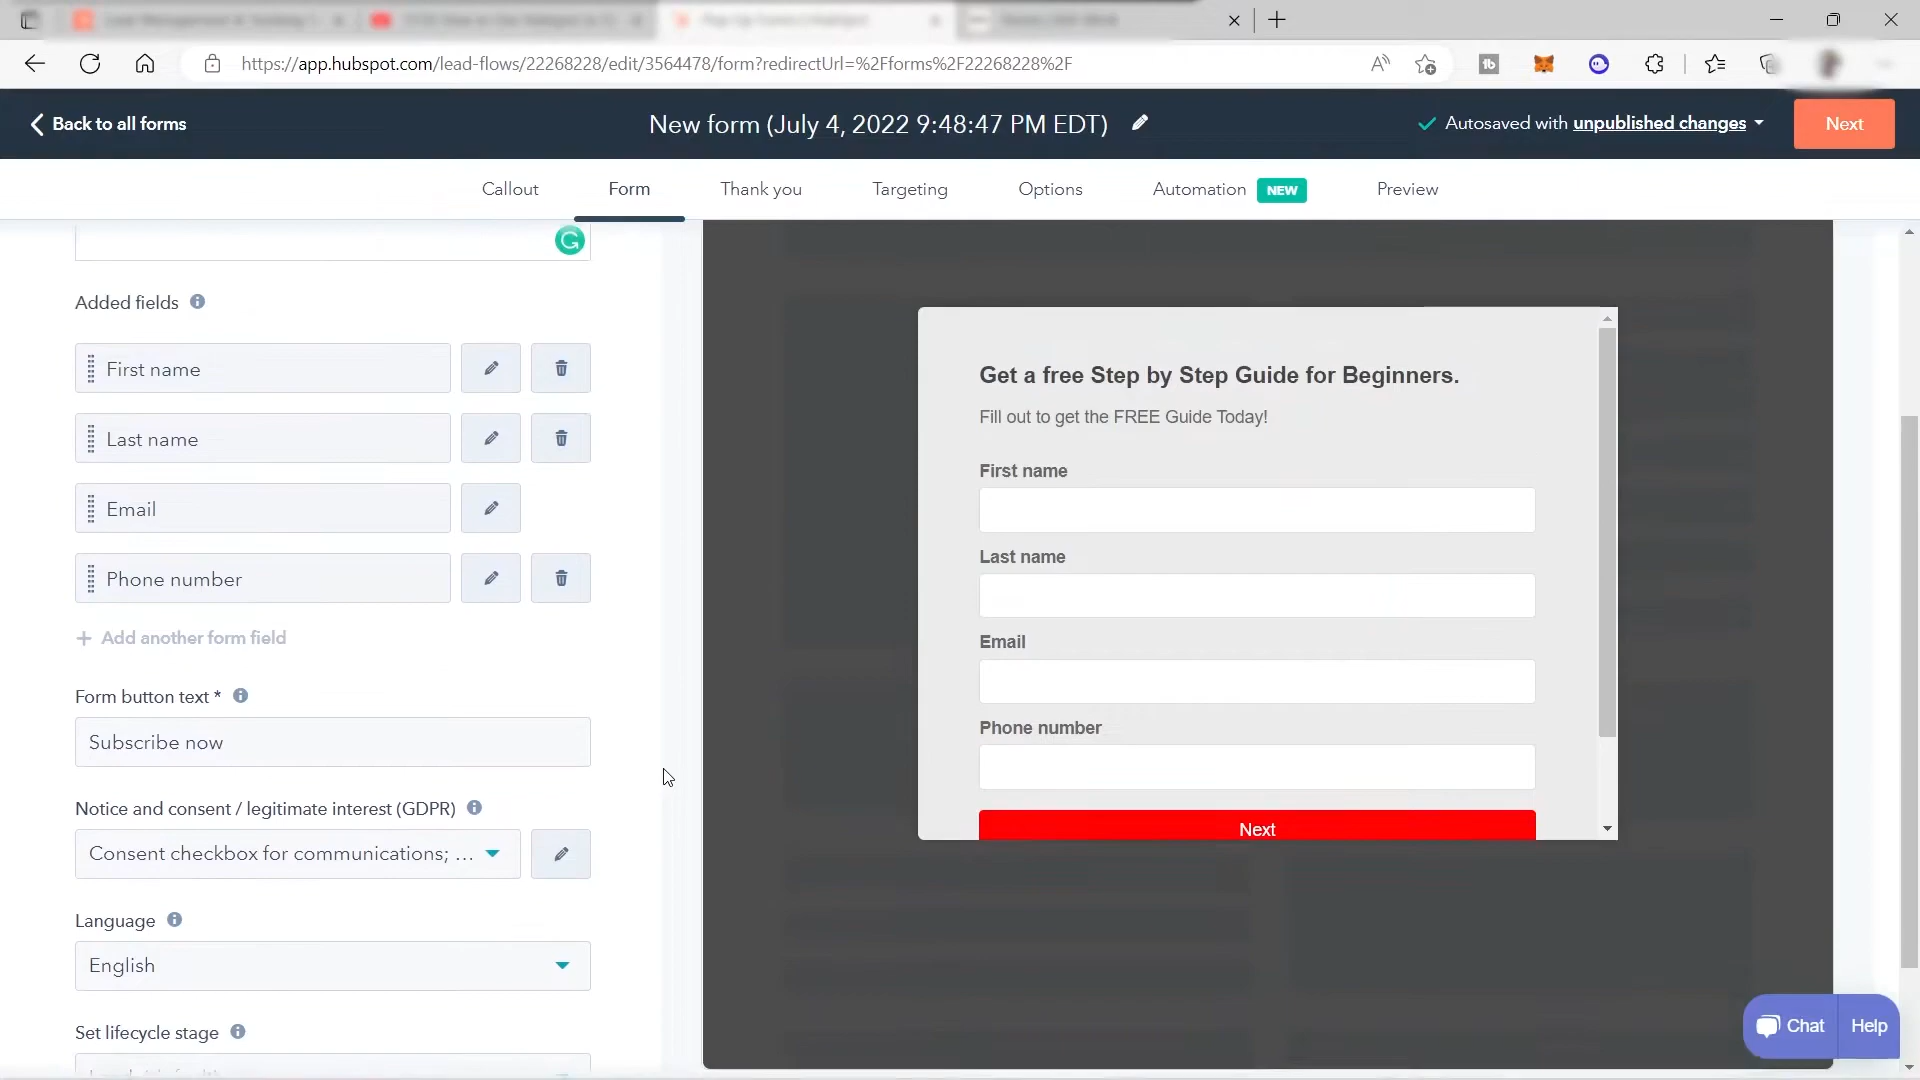 https://app.hubspot.com/lead-flows/22268228/edit/3564478/form?redirectUrl=%2Fforms%2F22268228%2F
Back to all forms
New form (July 4, 2022 9:48:47 PM EDT)
Autosaved with unpublished changes
Next
Callout
Form
Thank you
Targeting
Options
Automation NEW
Preview
Added fields
First name
Last name
Email
Phone number
+ Add another form field
Form button text *
Subscribe now
Notice and consent / legitimate interest (GDPR)
Consent checkbox for communications; ...
Language
English
Set lifecycle stage
Get a free Step by Step Guide for Beginners.
Fill out to get the FREE Guide Today!
First name
Last name
Email
Phone number
Next
Chat
Help